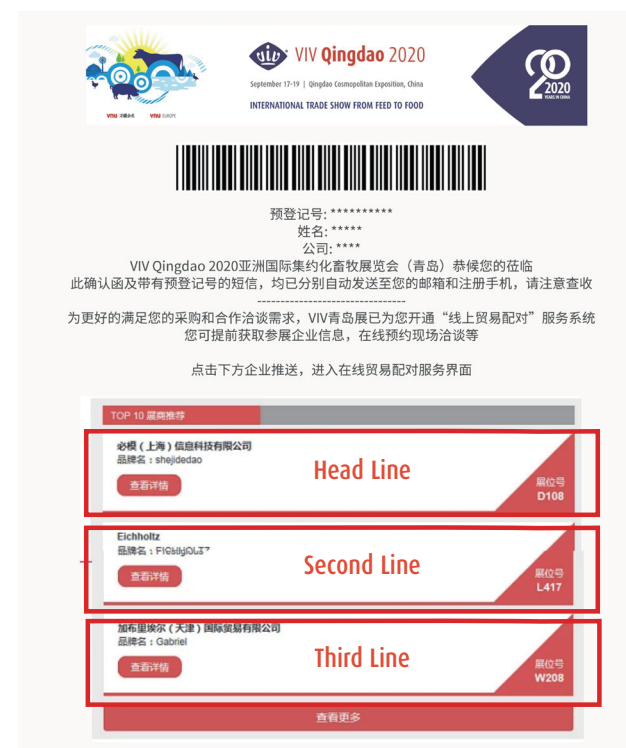 viv VIV Qingdao 2020
September 17-19 | Qingdao Cosmopolitan Exposition, China
INTERNATIONAL TRADE SHOW FROM FEED TO FOOD
vnu vnu EUROPE
20
2020
YEARS IN CHINA
预登记号: **********
姓名: *****
公司: ****
VIV Qingdao 2020亚洲国际集约化畜牧展览会（青岛）恭候您的莅临
此确认函及带有预登记号的短信，均已分别自动发送至您的邮箱和注册手机，请注意查收
--------------------------------
为更好的满足您的采购和合作洽谈需求，VIV青岛展已为您开通“线上贸易配对”服务系统
您可提前获取参展企业信息，在线预约现场洽谈等
点击下方企业推送，进入在线贸易配对服务界面
TOP 10 展商推荐
必模（上海）信息科技有限公司
品牌名：shejidedao
Head Line
查看详情
展位号
D108
Eichholtz
品牌名：
Second Line
查看详情
展位号
L417
加布里埃尔（天津）国际贸易有限公司
品牌名：Gabriel
Third Line
查看详情
展位号
W208
查看更多